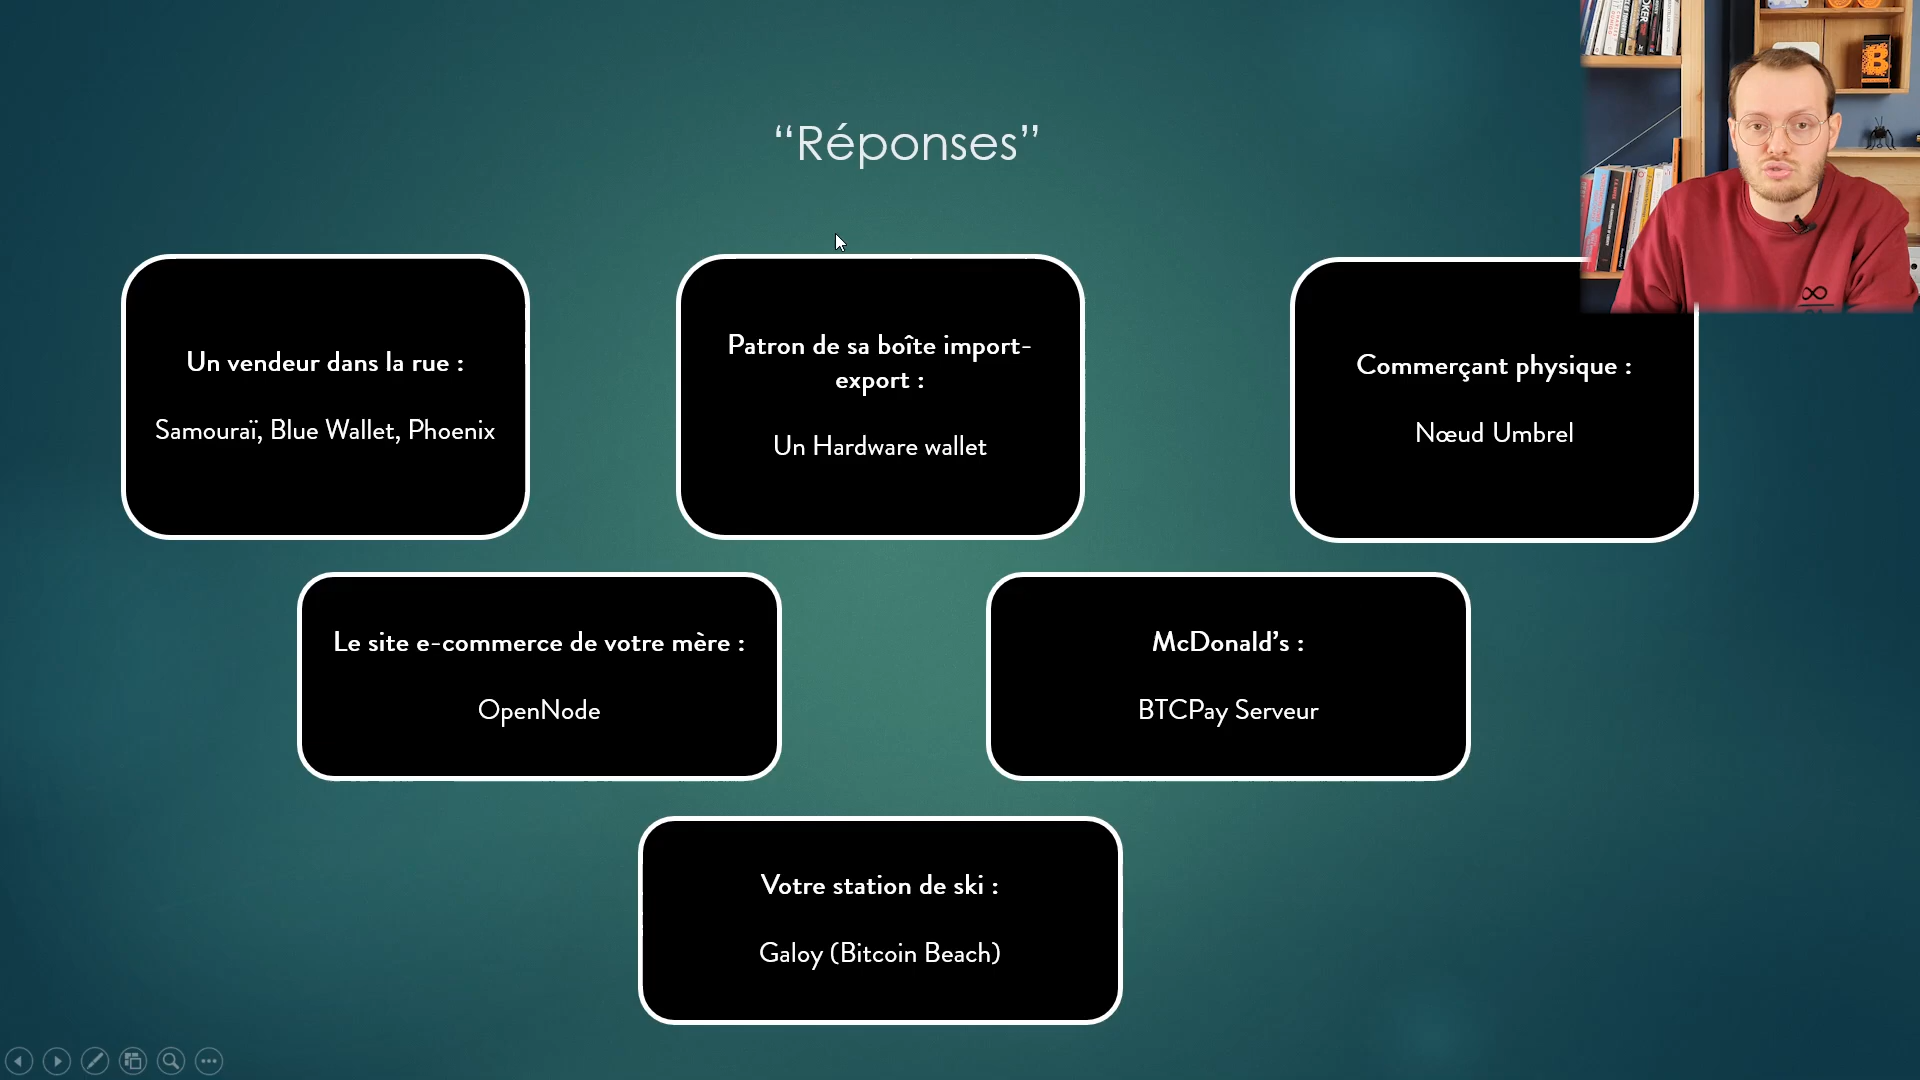 “Réponses”
Un vendeur dans la rue :
Samouraï, Blue Wallet, Phoenix
Patron de sa boîte import-
export :
Un Hardware wallet
Commerçant physique :
Nœud Umbrel
Le site e-commerce de votre mère :
OpenNode
McDonald’s :
BTCPay Serveur
Votre station de ski :
Galoy (Bitcoin Beach)